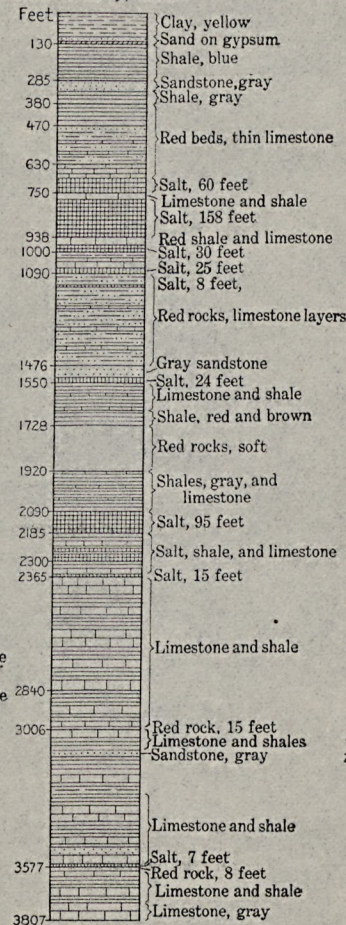 Feet
Clay, yellow
130 Sand on gypsum
Shale, blue
285 Sandstone, gray
380 Shale, gray
470
Red beds, thin limestone
630
Salt, 60 feet
750 Limestone and shale
Salt, 158 feet
938 Red shale and limestone
1000 Salt, 30 feet
1090 Salt, 25 feet
Salt, 8 feet,
Red rocks, limestone layers
1476 Gray sandstone
1550 Salt, 24 feet
Limestone and shale
Shale, red and brown
1728
Red rocks, soft
1920
Shales, gray, and
limestone
2090
Salt, 95 feet
2185
Salt, shale, and limestone
2300
2365 Salt, 15 feet
Limestone and shale
e
e 2840
3006 Red rock, 15 feet
Limestone and shales
Sandstone, gray
Limestone and shale
Salt, 7 feet
3577 Red rock, 8 feet
Limestone and shale
Limestone, gray
3807